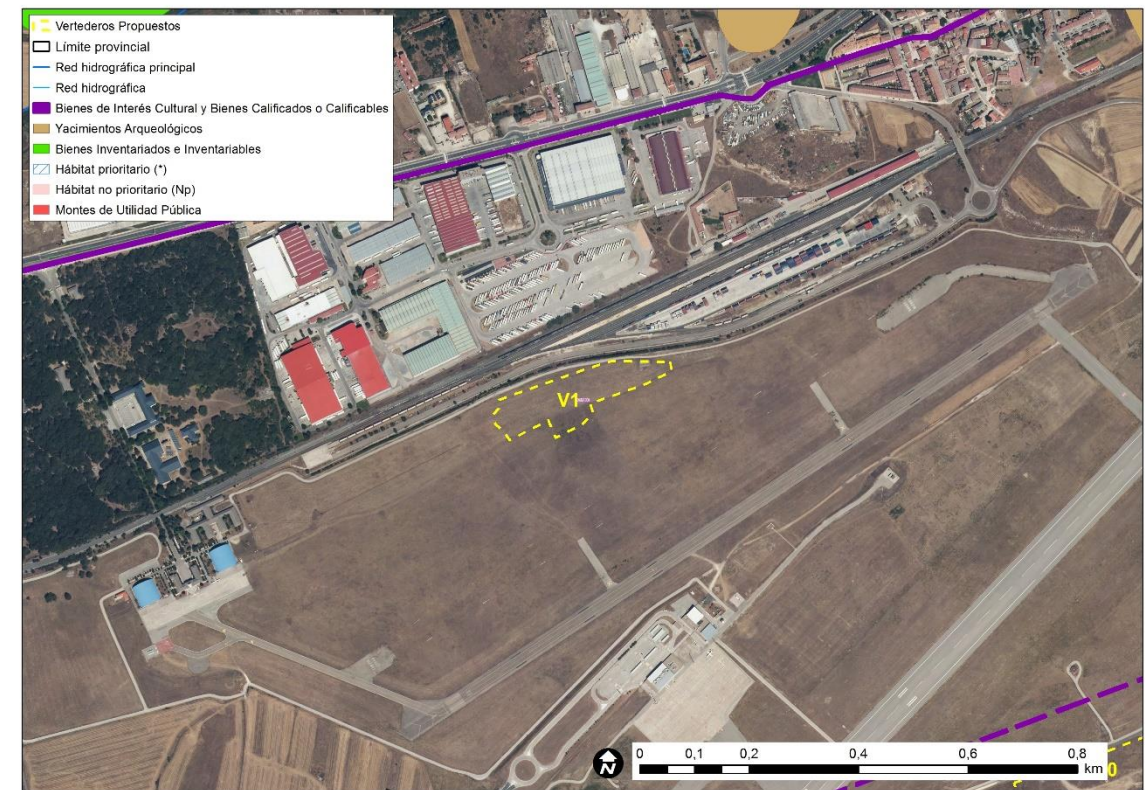 Vertederos Propuestos
Límite provincial
Red hidrográfica principal
Red hidrográfica
Bienes de Interés Cultural y Bienes Calificados o Calificables
Yacimientos Arqueológicos
Bienes Inventariados e Inventariables
Hábitat prioritario (*)
Hábitat no prioritario (Np)
Montes de Utilidad Pública
V1
N
0 0,1 0,2 0,4 0,6 0,8
km
0